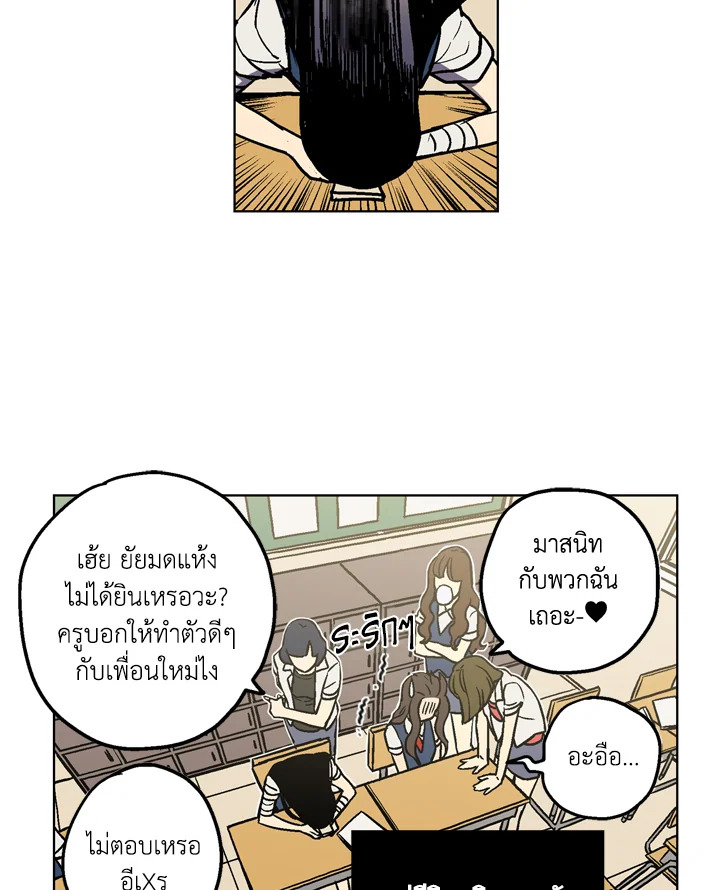 เฮ้ย ยัยมดแห้ง
ไม่ได้ยินเหรอวะ?
ครูบอกให้ทำตัวดีๆ
กับเพื่อนใหม่ไง
มาสนิท
กับพวกฉัน
เถอะ-♥
ระริกๆ
อะฮือ...
ไม่ตอบเหรอ
อีเXร